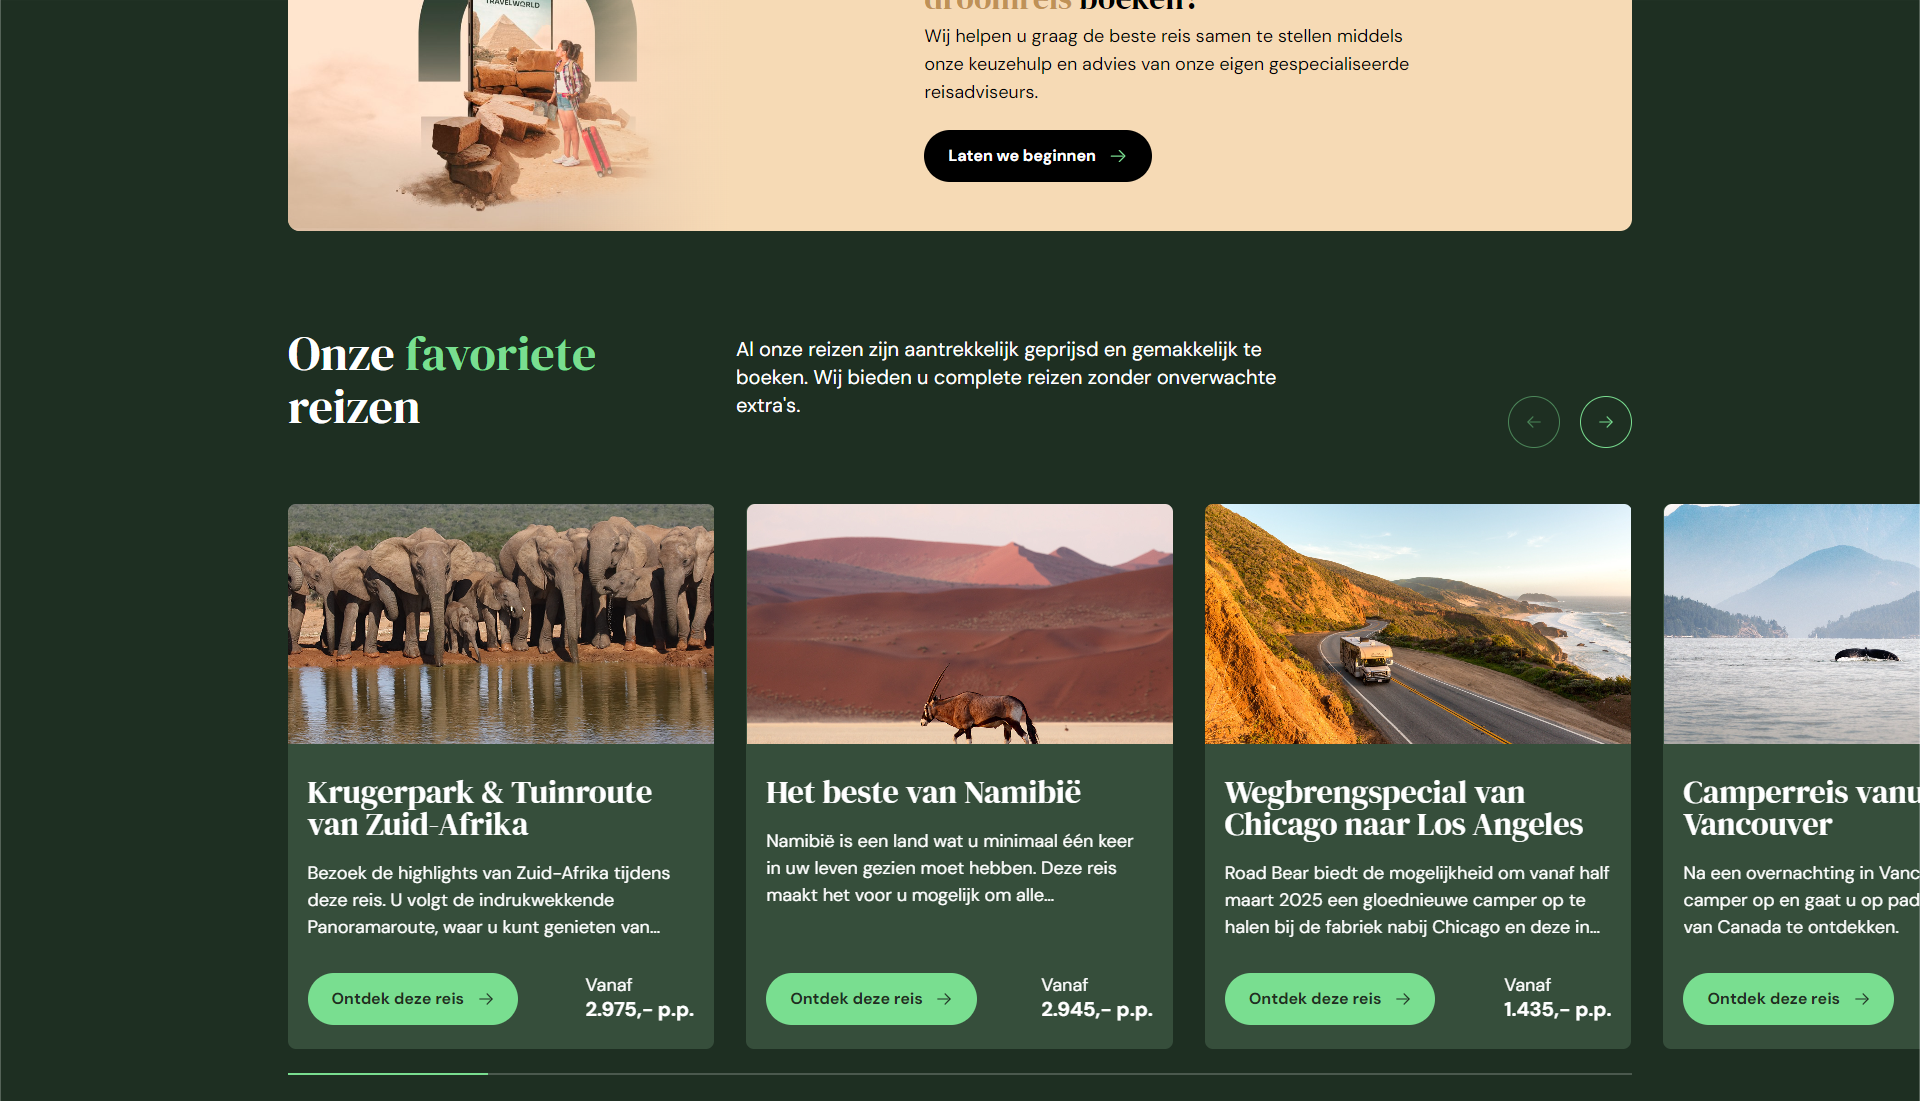 TRAVELWORLD
droomreis boeken?
Wij helpen u graag de beste reis samen te stellen middels
onze keuzehulp en advies van onze eigen gespecialiseerde
reisadviseurs.
Laten we beginnen
Onze favoriete
reizen
Al onze reizen zijn aantrekkelijk geprijsd en gemakkelijk te
boeken. Wij bieden u complete reizen zonder onverwachte
extra's.
Krugerpark & Tuinroute
van Zuid-Afrika
Bezoek de highlights van Zuid-Afrika tijdens
deze reis. U volgt de indrukwekkende
Panoramaroute, waar u kunt genieten van...
Ontdek deze reis
Vanaf
2.975,- p.p.
Het beste van Namibië
Namibië is een land wat u minimaal één keer
in uw leven gezien moet hebben. Deze reis
maakt het voor u mogelijk om alle...
Ontdek deze reis
Vanaf
2.945,- p.p.
Wegbrengspecial van
Chicago naar Los Angeles
Road Bear biedt de mogelijkheid om vanaf half
maart 2025 een gloednieuwe camper op te
halen bij de fabriek nabij Chicago en deze in...
Ontdek deze reis
Vanaf
1.435,- p.p.
Camperreis vanu
Vancouver
Na een overnachting in Vanc
camper op en gaat u op pad
van Canada te ontdekken.
Ontdek deze reis